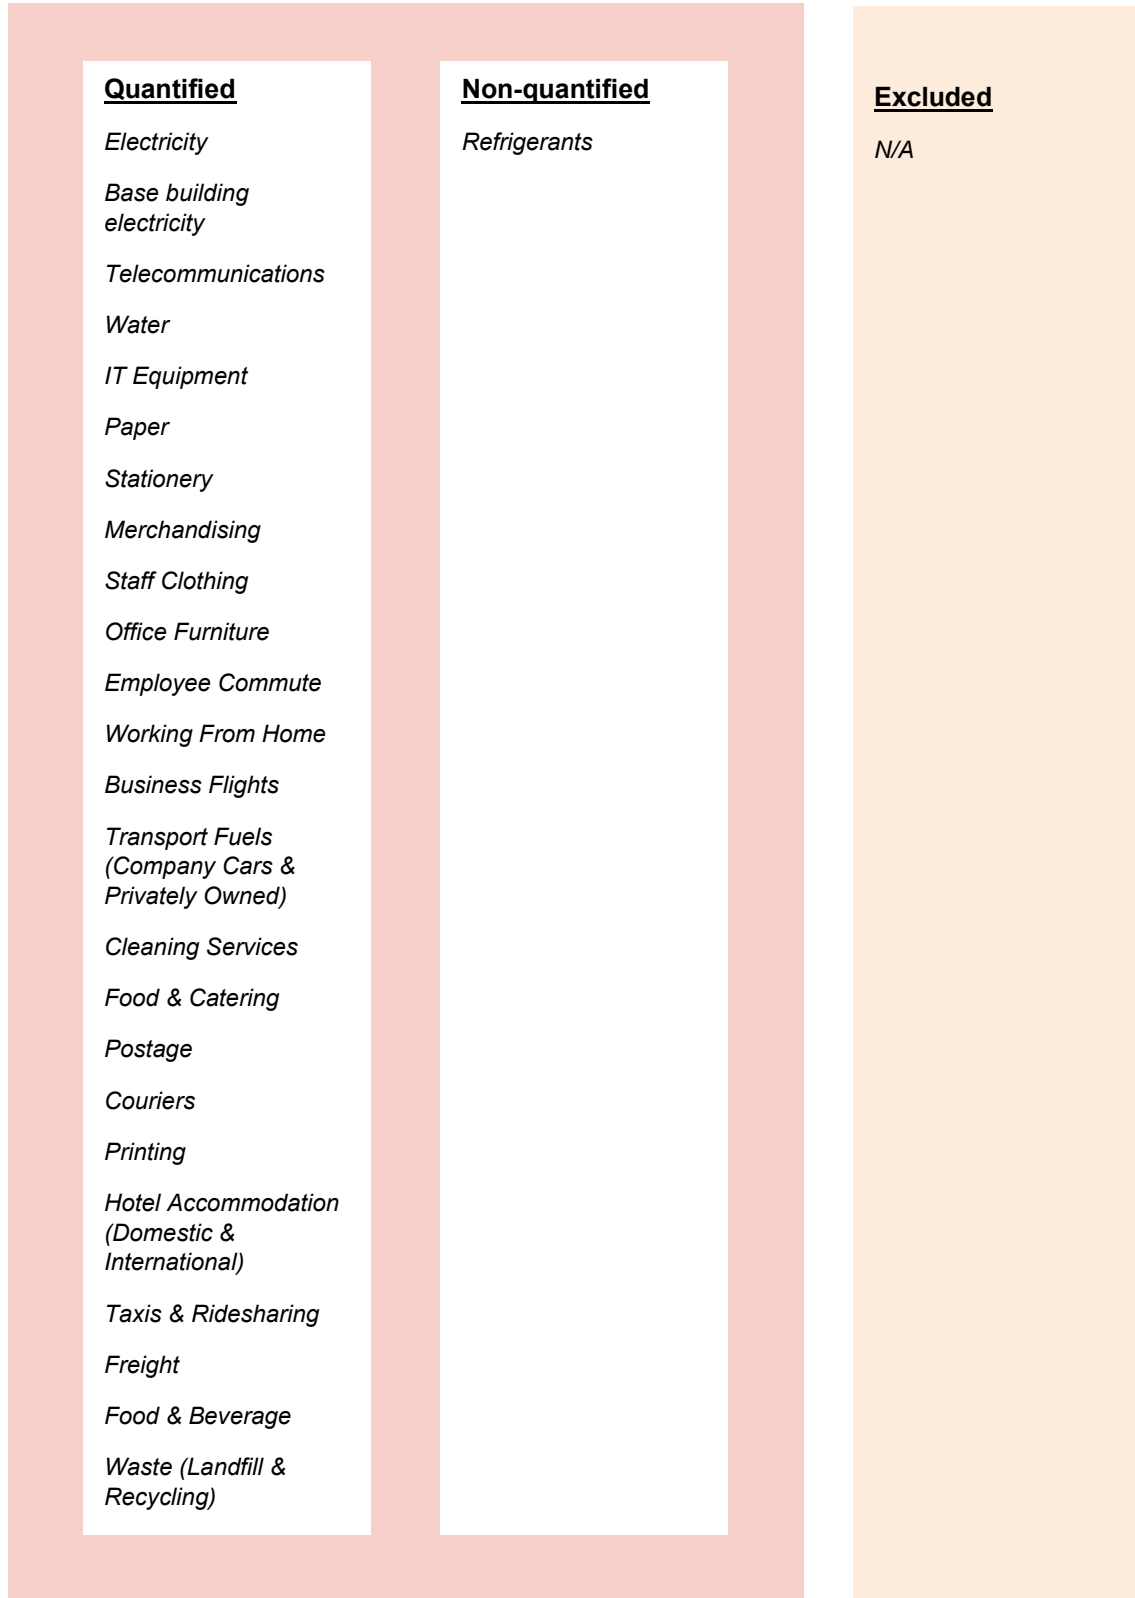 Quantified
Electricity
Base building
electricity
Telecommunications
Water
IT Equipment
Paper
Stationery
Merchandising
Staff Clothing
Office Furniture
Employee Commute
Working From Home
Business Flights
Transport Fuels
(Company Cars &
Privately Owned)
Cleaning Services
Food & Catering
Postage
Couriers
Printing
Hotel Accommodation
(Domestic &
International)
Taxis & Ridesharing
Freight
Food & Beverage
Waste (Landfill &
Recycling)
Non-quantified
Refrigerants
Excluded
N/A